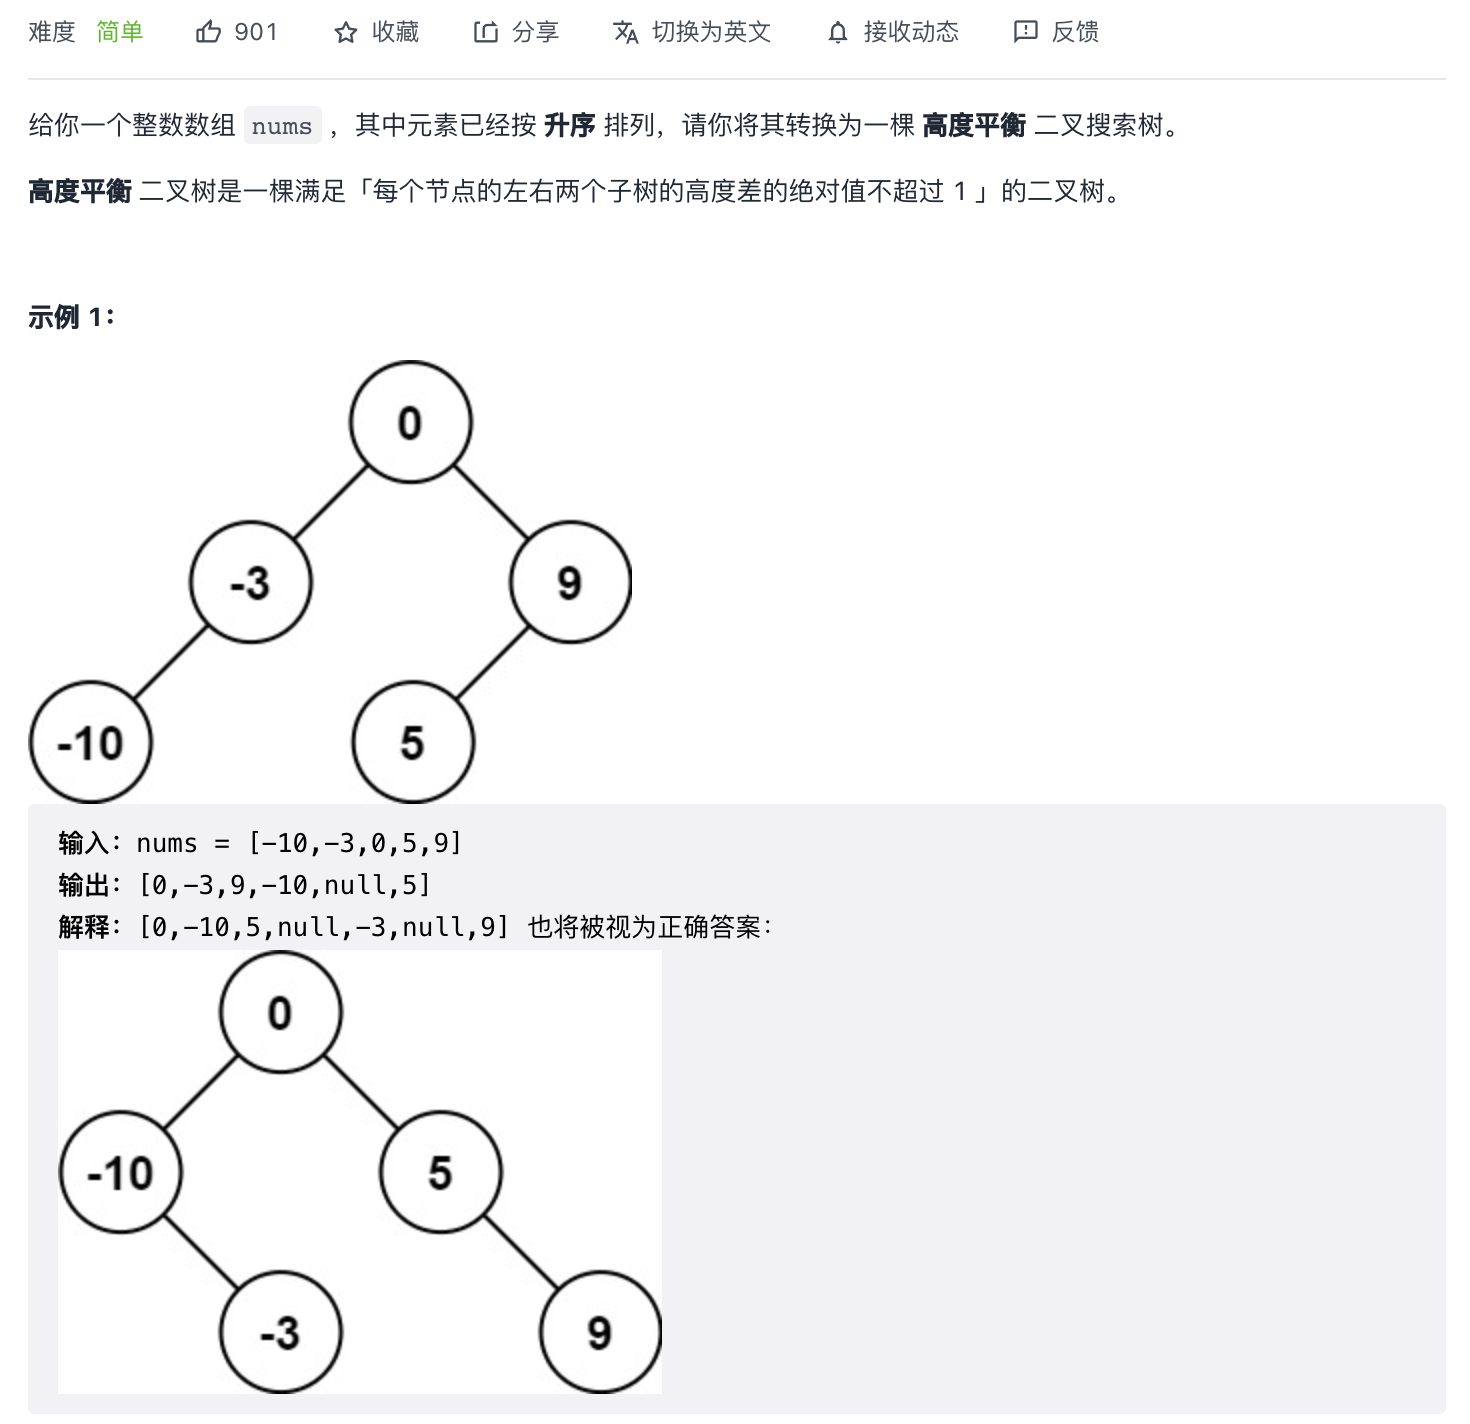 难度 简单 901 收藏 分享 切换为英文 接收动态 反馈
给你一个整数数组 nums ，其中元素已经按 升序 排列，请你将其转换为一棵 高度平衡 二叉搜索树。
高度平衡 二叉树是一棵满足「每个节点的左右两个子树的高度差的绝对值不超过 1 」的二叉树。
示例 1：
0
-3 9
-10 5
输入：nums = [-10,-3,0,5,9]
输出：[0,-3,9,-10,null,5]
解释：[0,-10,5,null,-3,null,9] 也将被视为正确答案：
0
-10 5
-3 9